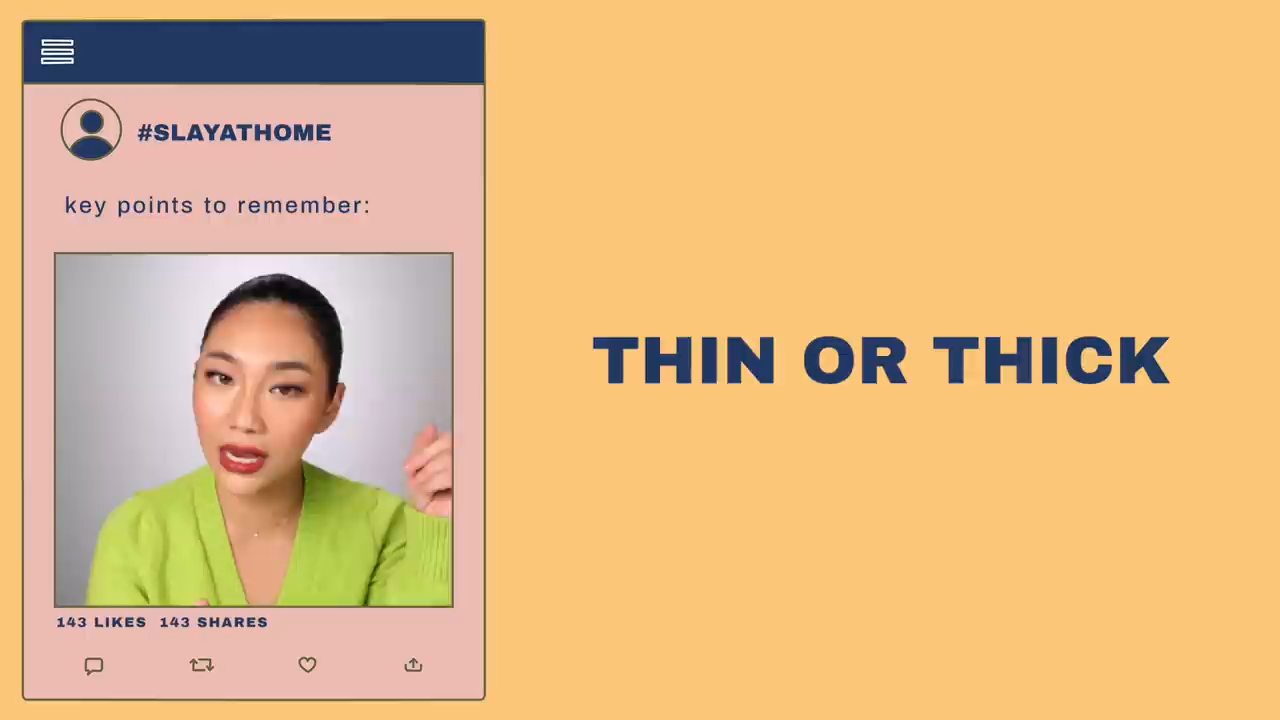 #SLAYATHOME
key points to remember:
143 LIKES 143 SHARES
THIN OR THICK